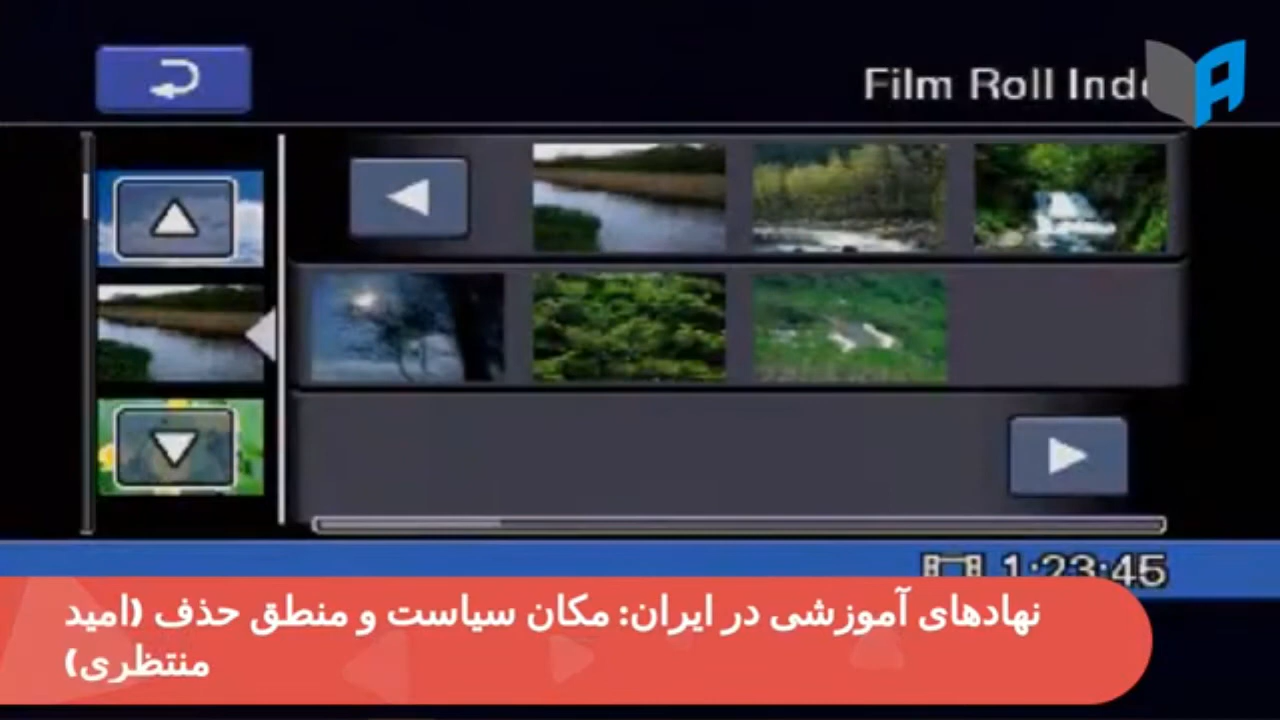 Film Roll Inde
1:23:45
نهادهای آموزشی در ایران: مکان سیاست و منطق حذف (امید
منتظری)